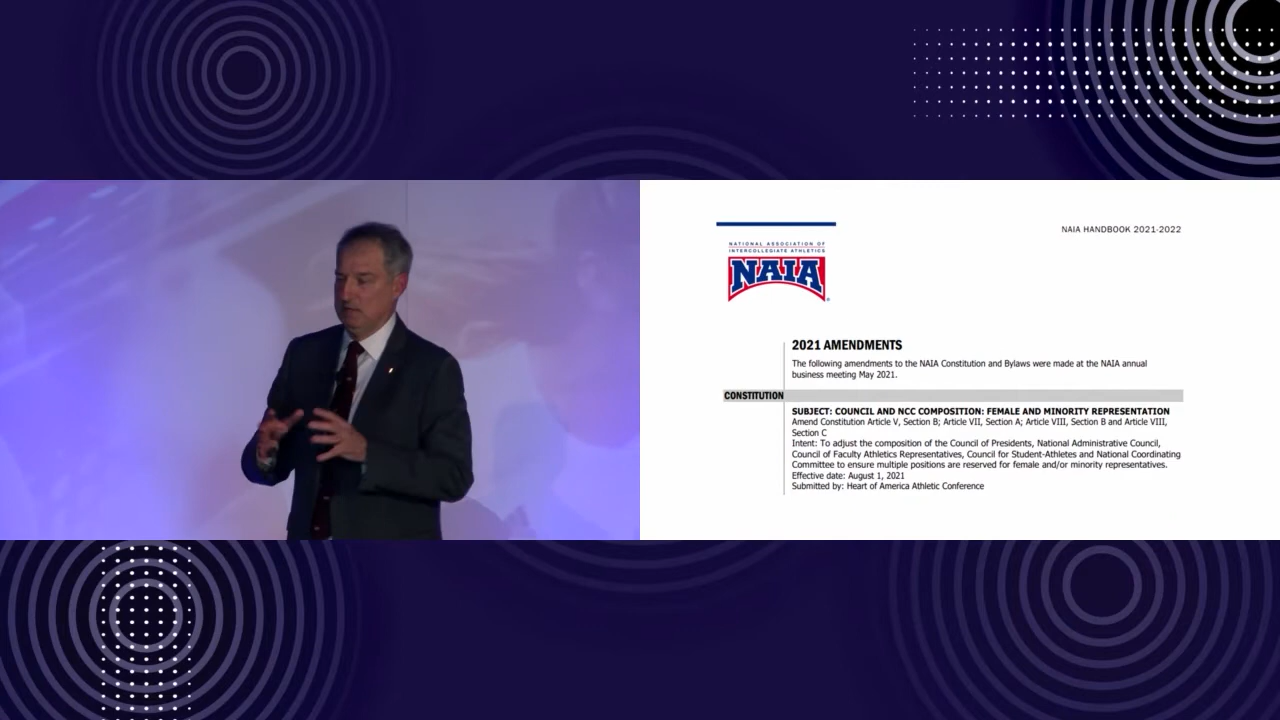 NATIONAL ASSOCIATION OF
INTERCOLLEGIATE ATHLETICS
NAIA
®
NAIA HANDBOOK 2021-2022
2021 AMENDMENTS
The following amendments to the NAIA Constitution and Bylaws were made at the NAIA annual
business meeting May 2021.
CONSTITUTION
SUBJECT: COUNCIL AND NCC COMPOSITION: FEMALE AND MINORITY REPRESENTATION
Amend Constitution Article V, Section B; Article VII, Section A; Article VIII, Section B and Article VIII,
Section C
Intent: To adjust the composition of the Council of Presidents, National Administrative Council,
Council of Faculty Athletics Representatives, Council for Student-Athletes and National Coordinating
Committee to ensure multiple positions are reserved for female and/or minority representatives.
Effective date: August 1, 2021
Submitted by: Heart of America Athletic Conference